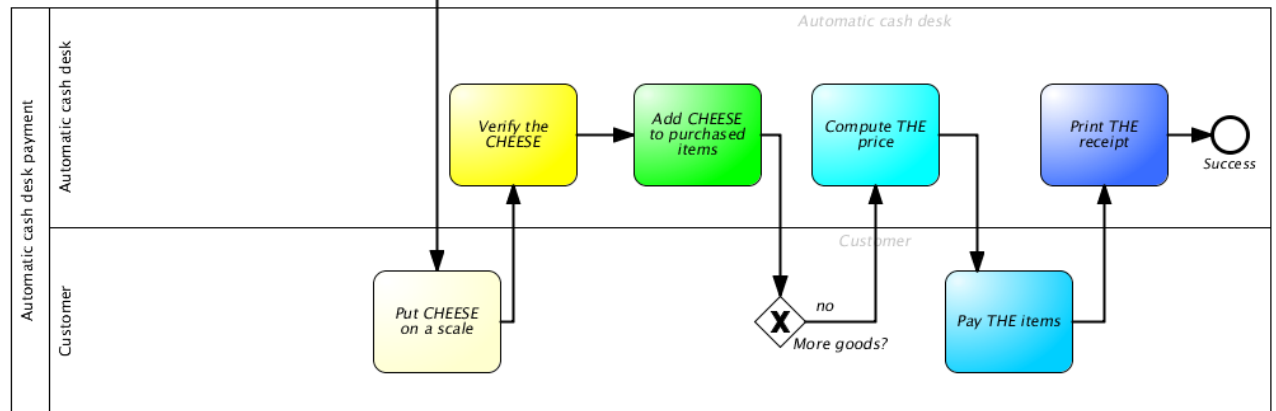 Automatic cash desk payment
Automatic cash desk
Customer
Automatic cash desk
Verify the
CHEESE
Add CHEESE
to purchased
items
Compute THE
price
Print THE
receipt
Success
Customer
Put CHEESE
on a scale
no
More goods?
Pay THE items
X